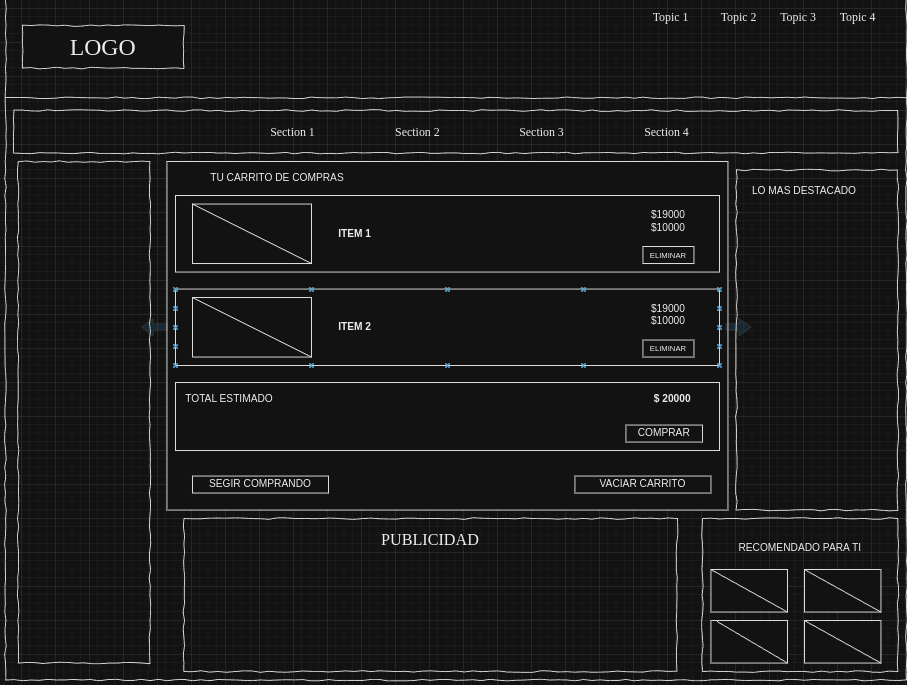 Topic 1 Topic 2 Topic 3 Topic 4
LOGO
Section 1 Section 2 Section 3 Section 4
TU CARRITO DE COMPRAS
LO MAS DESTACADO
$19000
ITEM 1
$10000
ELIMINAR
$19000
ITEM 2
$10000
ELIMINAR
TOTAL ESTIMADO $ 20000
COMPRAR
SEGIR COMPRANDO VACIAR CARRITO
PUBLICIDAD
RECOMENDADO PARA TI